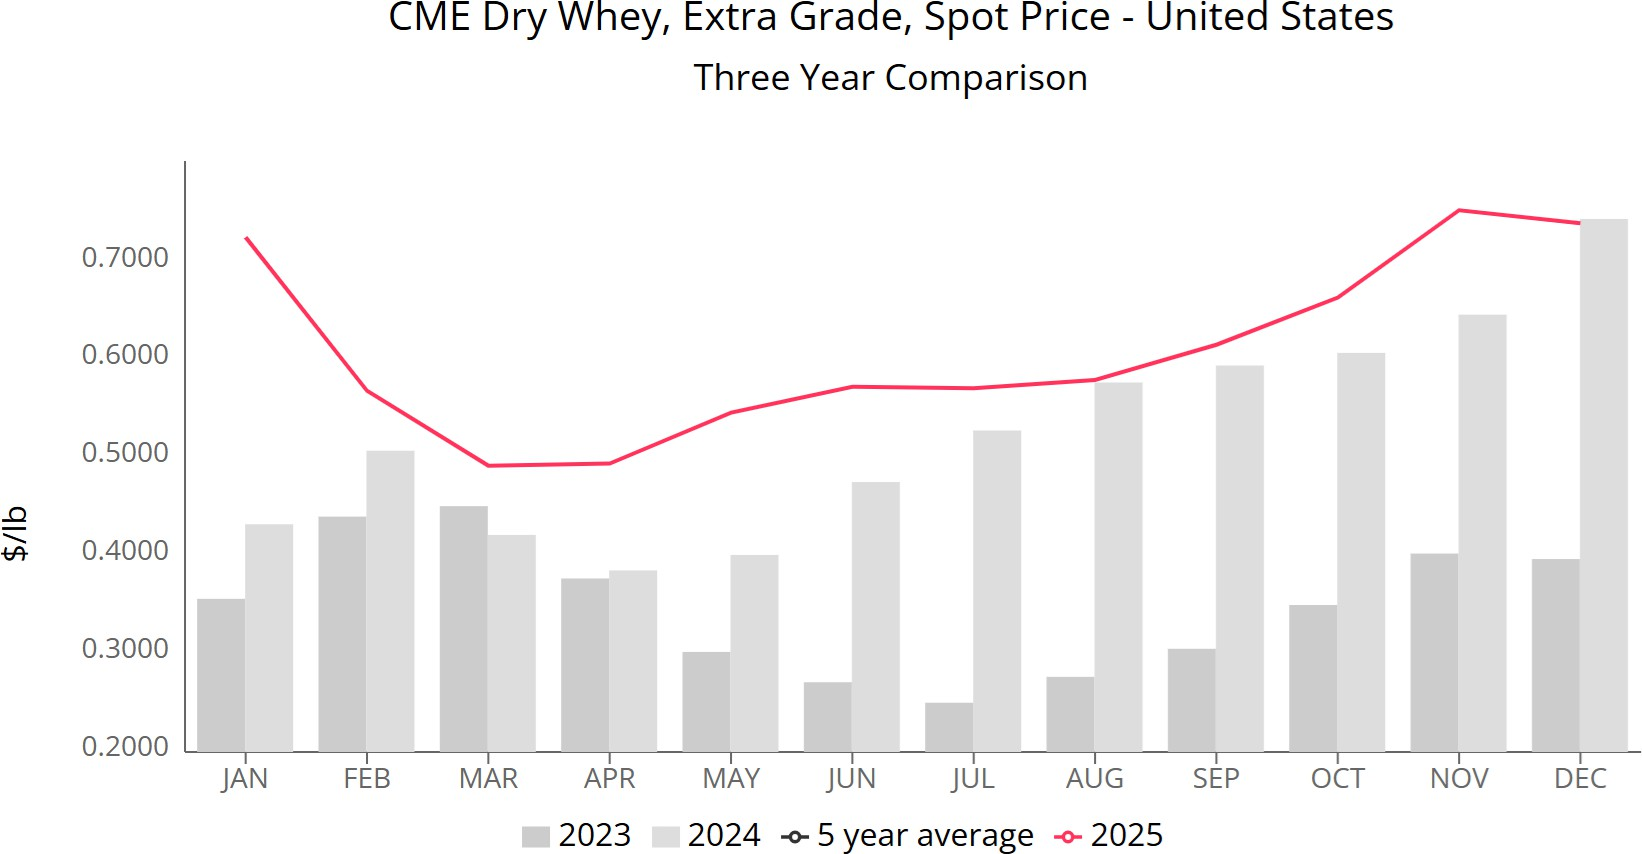 CME Dry Whey, Extra Grade, Spot Price - United States
Three Year Comparison
$/lb
0.7000
0.6000
0.5000
0.4000
0.3000
0.2000
JAN FEB MAR APR MAY JUN JUL AUG SEP OCT NOV DEC
2023 2024 5 year average 2025